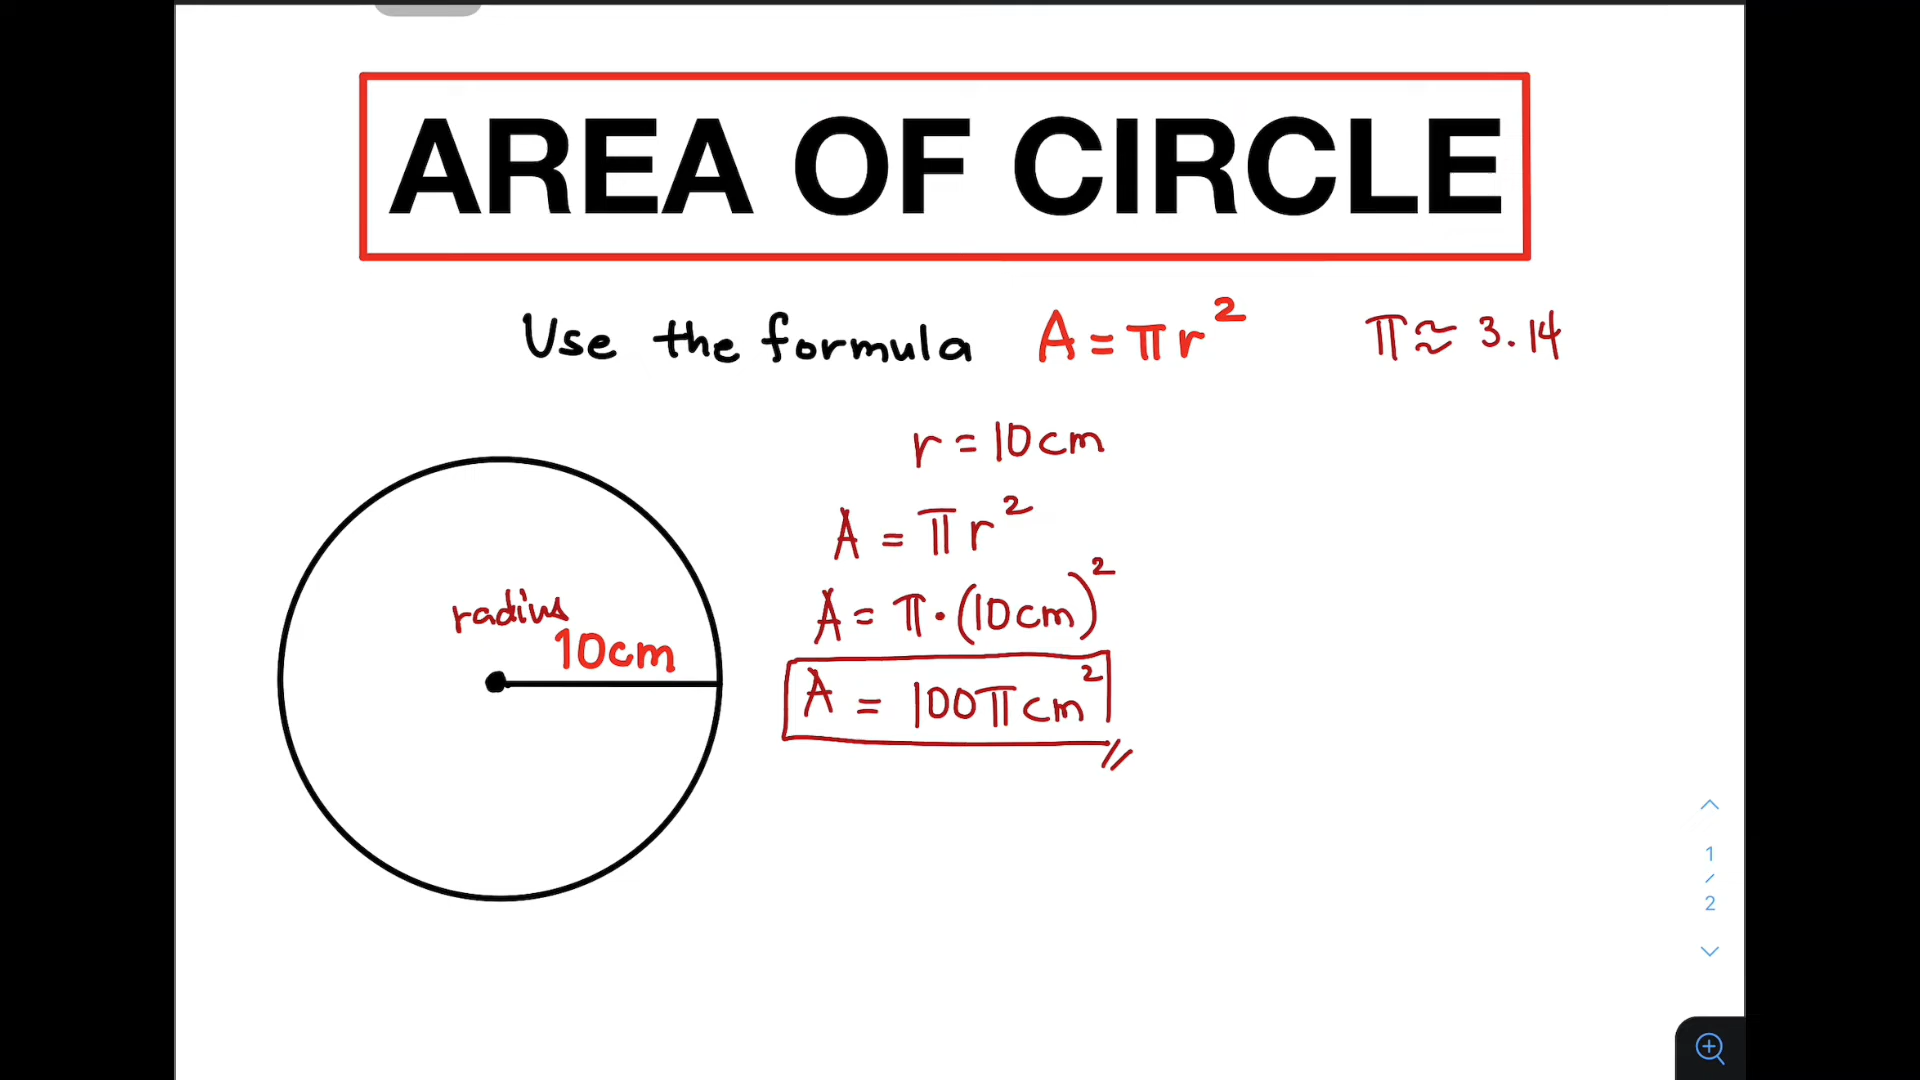 AREA OF CIRCLE
Use the formula A = πr² π ≈ 3.14
r = 10cm
A = πr²
A = π · (10cm)²
radius
10cm
A = 100π cm²
1
/
2